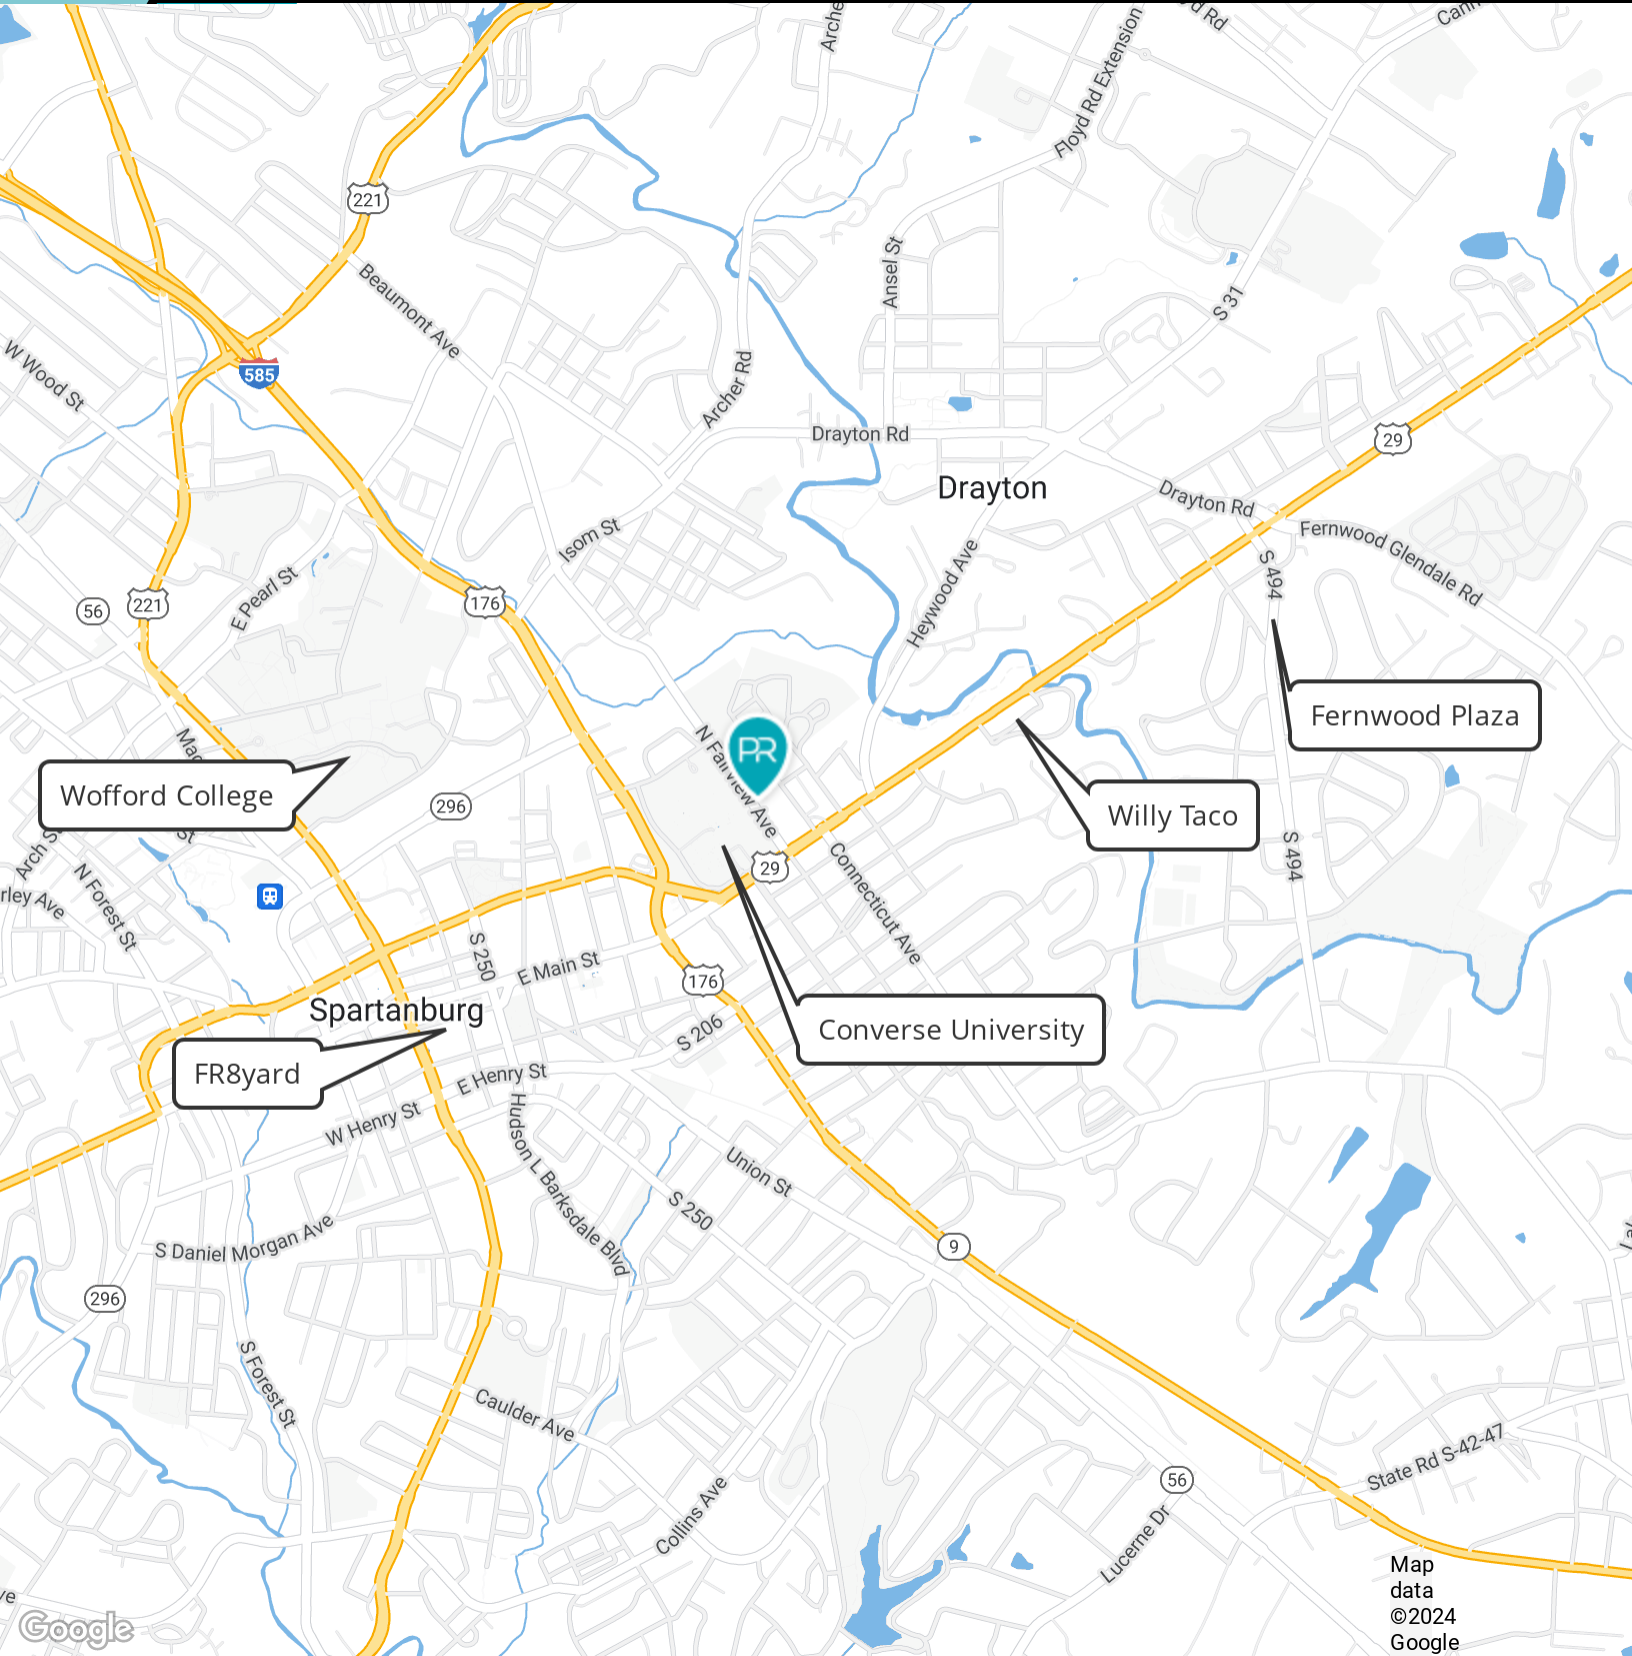 Floyd Rd Extension
221
Beaumont Ave
Ansel St
S 31
W Wood St
585
Archer Rd
Drayton Rd
29
Drayton
Drayton Rd
Fernwood Glendale Rd
Isom St
S 494
Heywood Ave
E Pearl St
56
221
176
Fernwood Plaza
N Fairview Ave
PR
Wofford College
296
Willy Taco
Arch St
N Forest St
29
Connecticut Ave
S 494
S 250
E Main St
176
Spartanburg
S 206
Converse University
FR8yard
E Henry St
W Henry St
Hudson L Barksdale Blvd
Union St
S 250
S Daniel Morgan Ave
9
296
S Forest St
Caulder Ave
State Rd S-42-47
56
Collins Ave
Lucerne Dr
Map
data
©2024
Google
Google